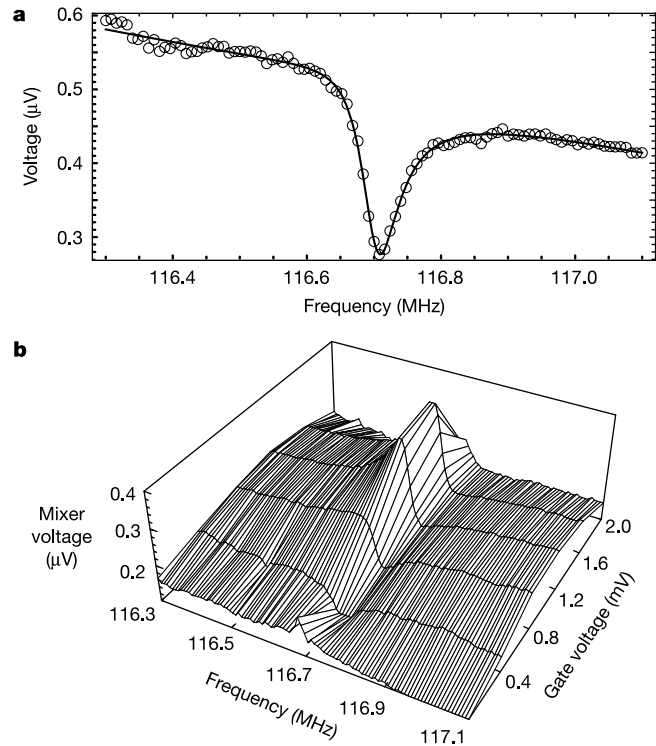 a
0.6
0.5
0.4
0.3
Voltage (μV)
116.4 116.6 116.8 117.0
Frequency (MHz)
b
0.4
0.3
0.2
Mixer
voltage
(μV)
116.3
116.5
116.7
116.9
117.1
Frequency (MHz)
2.0
1.6
1.2
0.8
0.4
Gate voltage (mV)